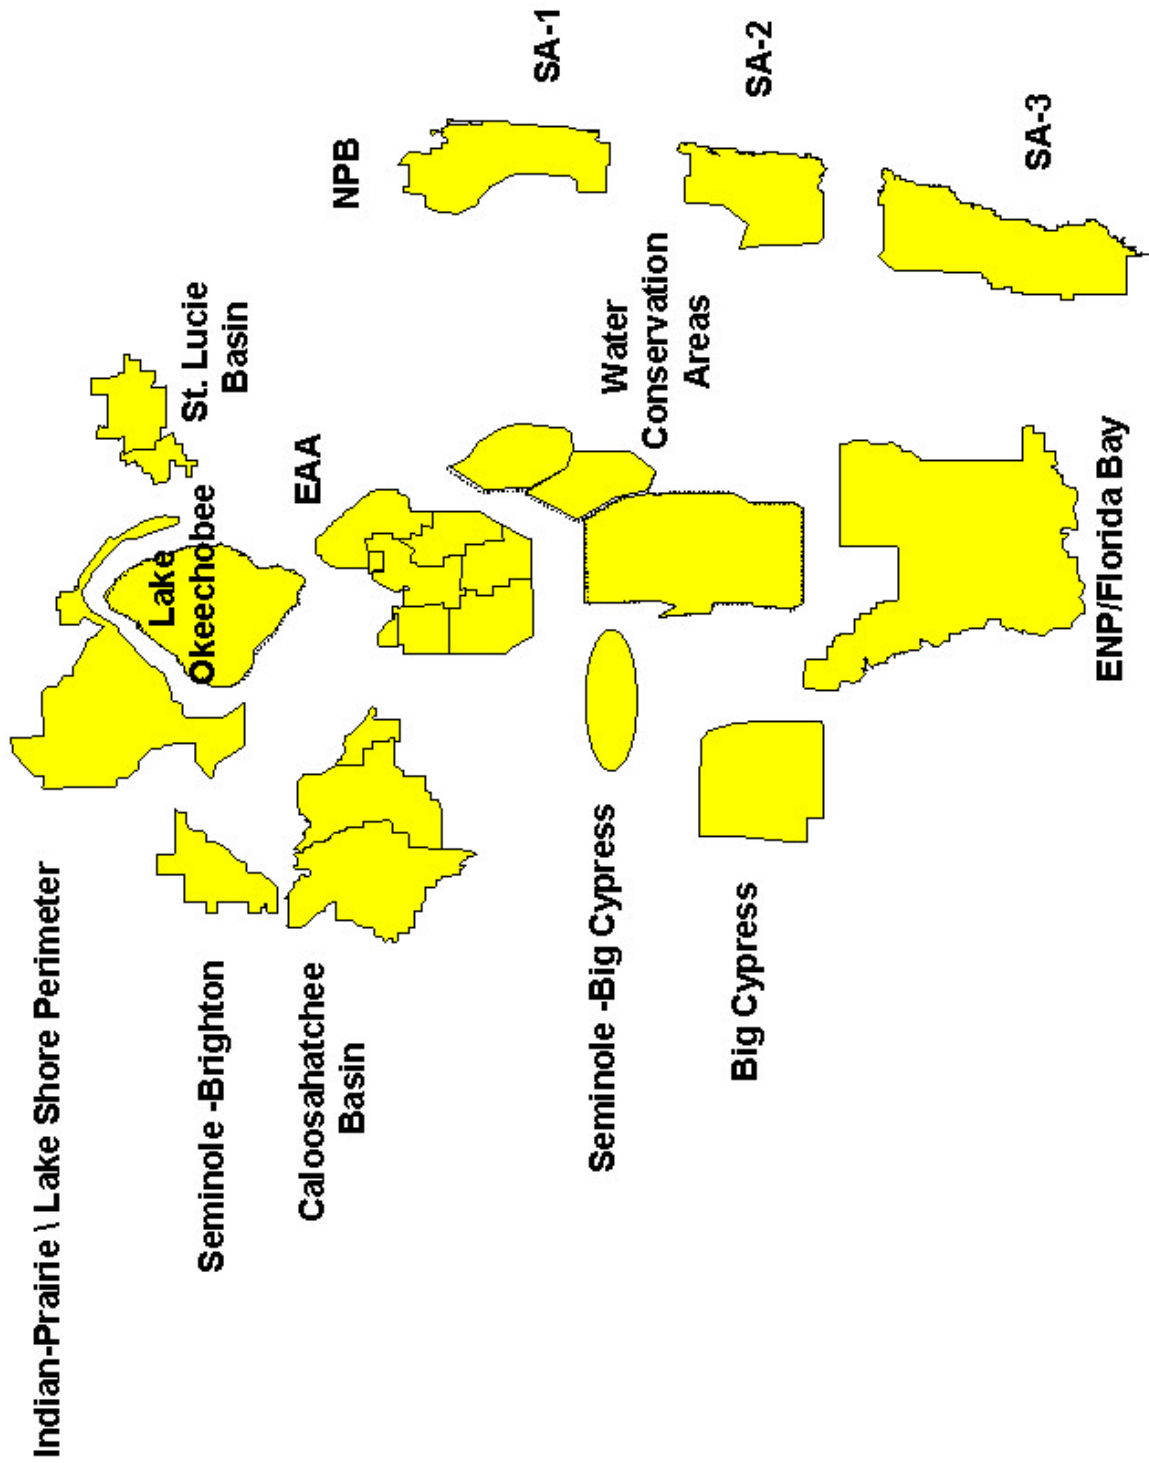 Indian-Prairie \ Lake Shore Perimeter
Lake
Okeechobee
St. Lucie
Basin
Seminole -Brighton
Caloosahatchee
Basin
EAA
NPB
SA-1
Seminole -Big Cypress
Water
Conservation
Areas
SA-2
Big Cypress
SA-3
ENP/Florida Bay